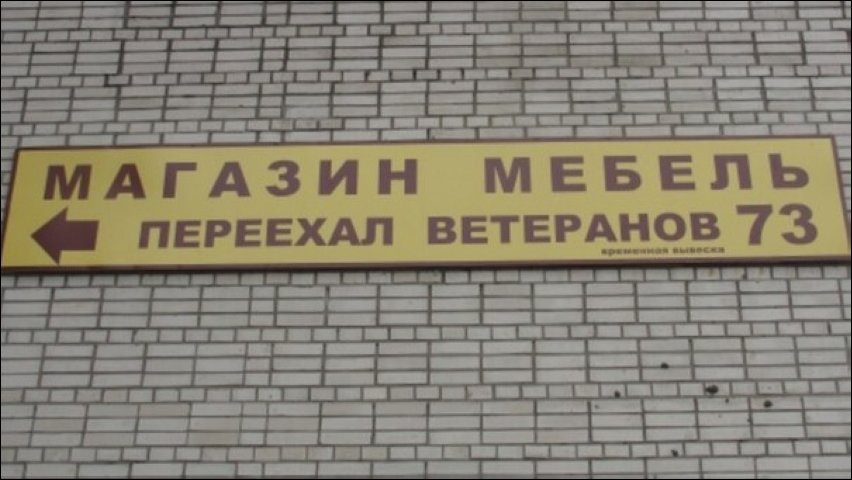 МАГАЗИН МЕБЕЛЬ
ПЕРЕЕХАЛ ВЕТЕРАНОВ 73
временная вывеска